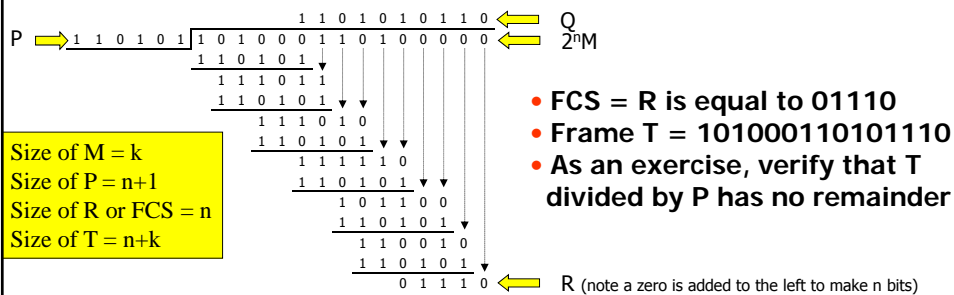 1 1 0 1 0 1 0 1 1 0 Q
P 1 1 0 1 0 1 1 0 1 0 0 0 1 1 0 1 0 0 0 0 0 2ⁿM
1 1 0 1 0 1
1 1 1 0 1 1
1 1 0 1 0 1
1 1 1 0 1 0
1 1 0 1 0 1
1 1 1 1 1 0
1 1 0 1 0 1
1 0 1 1 0 0
1 1 0 1 0 1
1 1 0 0 1 0
1 1 0 1 0 1
0 1 1 1 0 R (note a zero is added to the left to make n bits)
Size of M = k
Size of P = n+1
Size of R or FCS = n
Size of T = n+k
• FCS = R is equal to 01110
• Frame T = 101000110101110
• As an exercise, verify that T
divided by P has no remainder